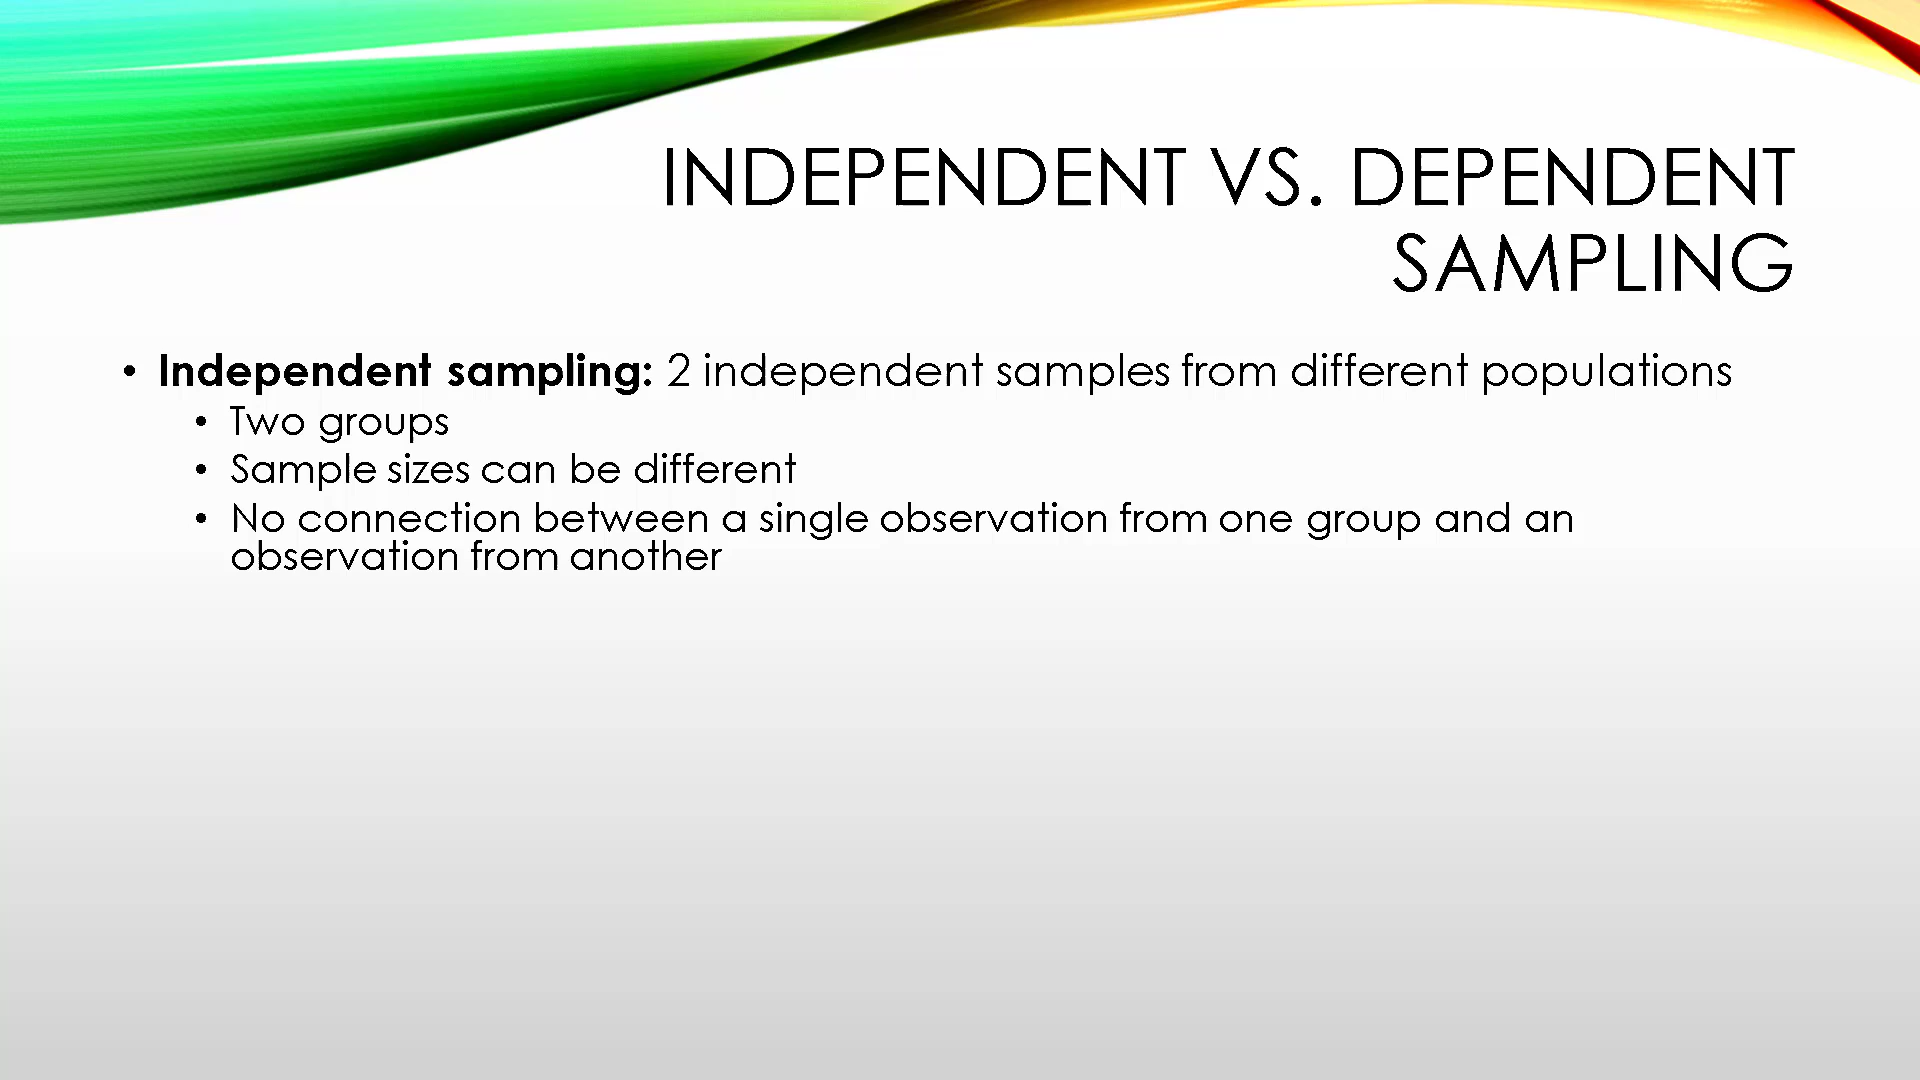 INDEPENDENT VS. DEPENDENT
SAMPLING
• Independent sampling: 2 independent samples from different populations
• Two groups
• Sample sizes can be different
• No connection between a single observation from one group and an
observation from another